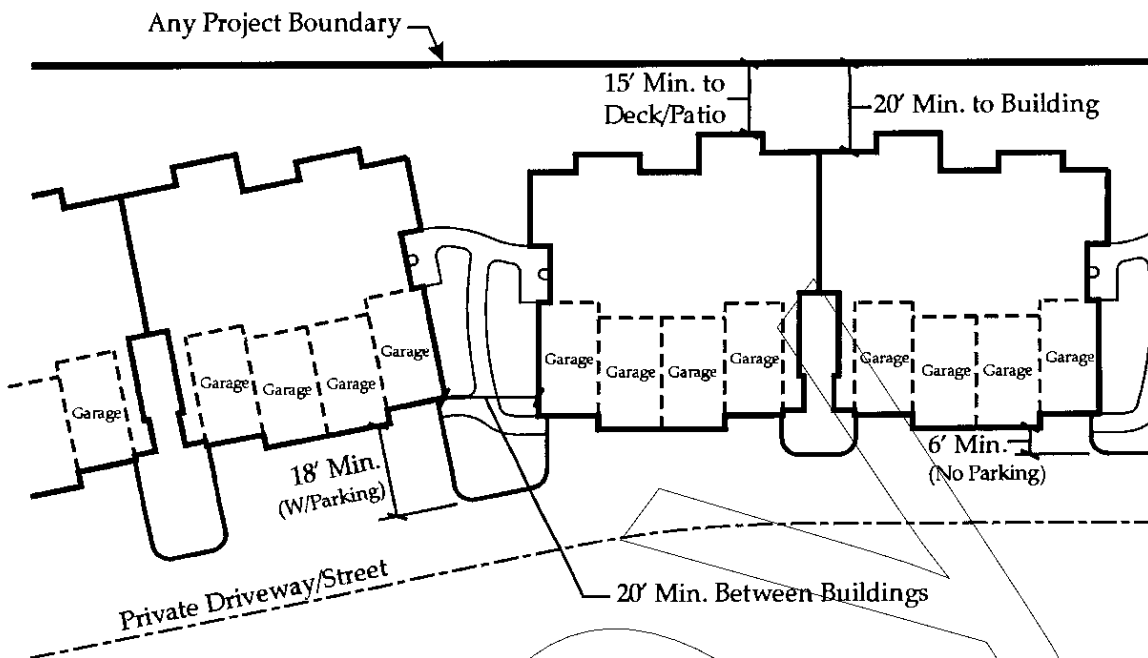 Any Project Boundary
15' Min. to
Deck/Patio
20' Min. to Building
Garage
Garage
Garage
Garage
Garage
Garage
Garage
Garage
Garage
Garage
Garage
Garage
Garage
18' Min.
(W/Parking)
6' Min.
(No Parking)
Private Driveway/Street
20' Min. Between Buildings